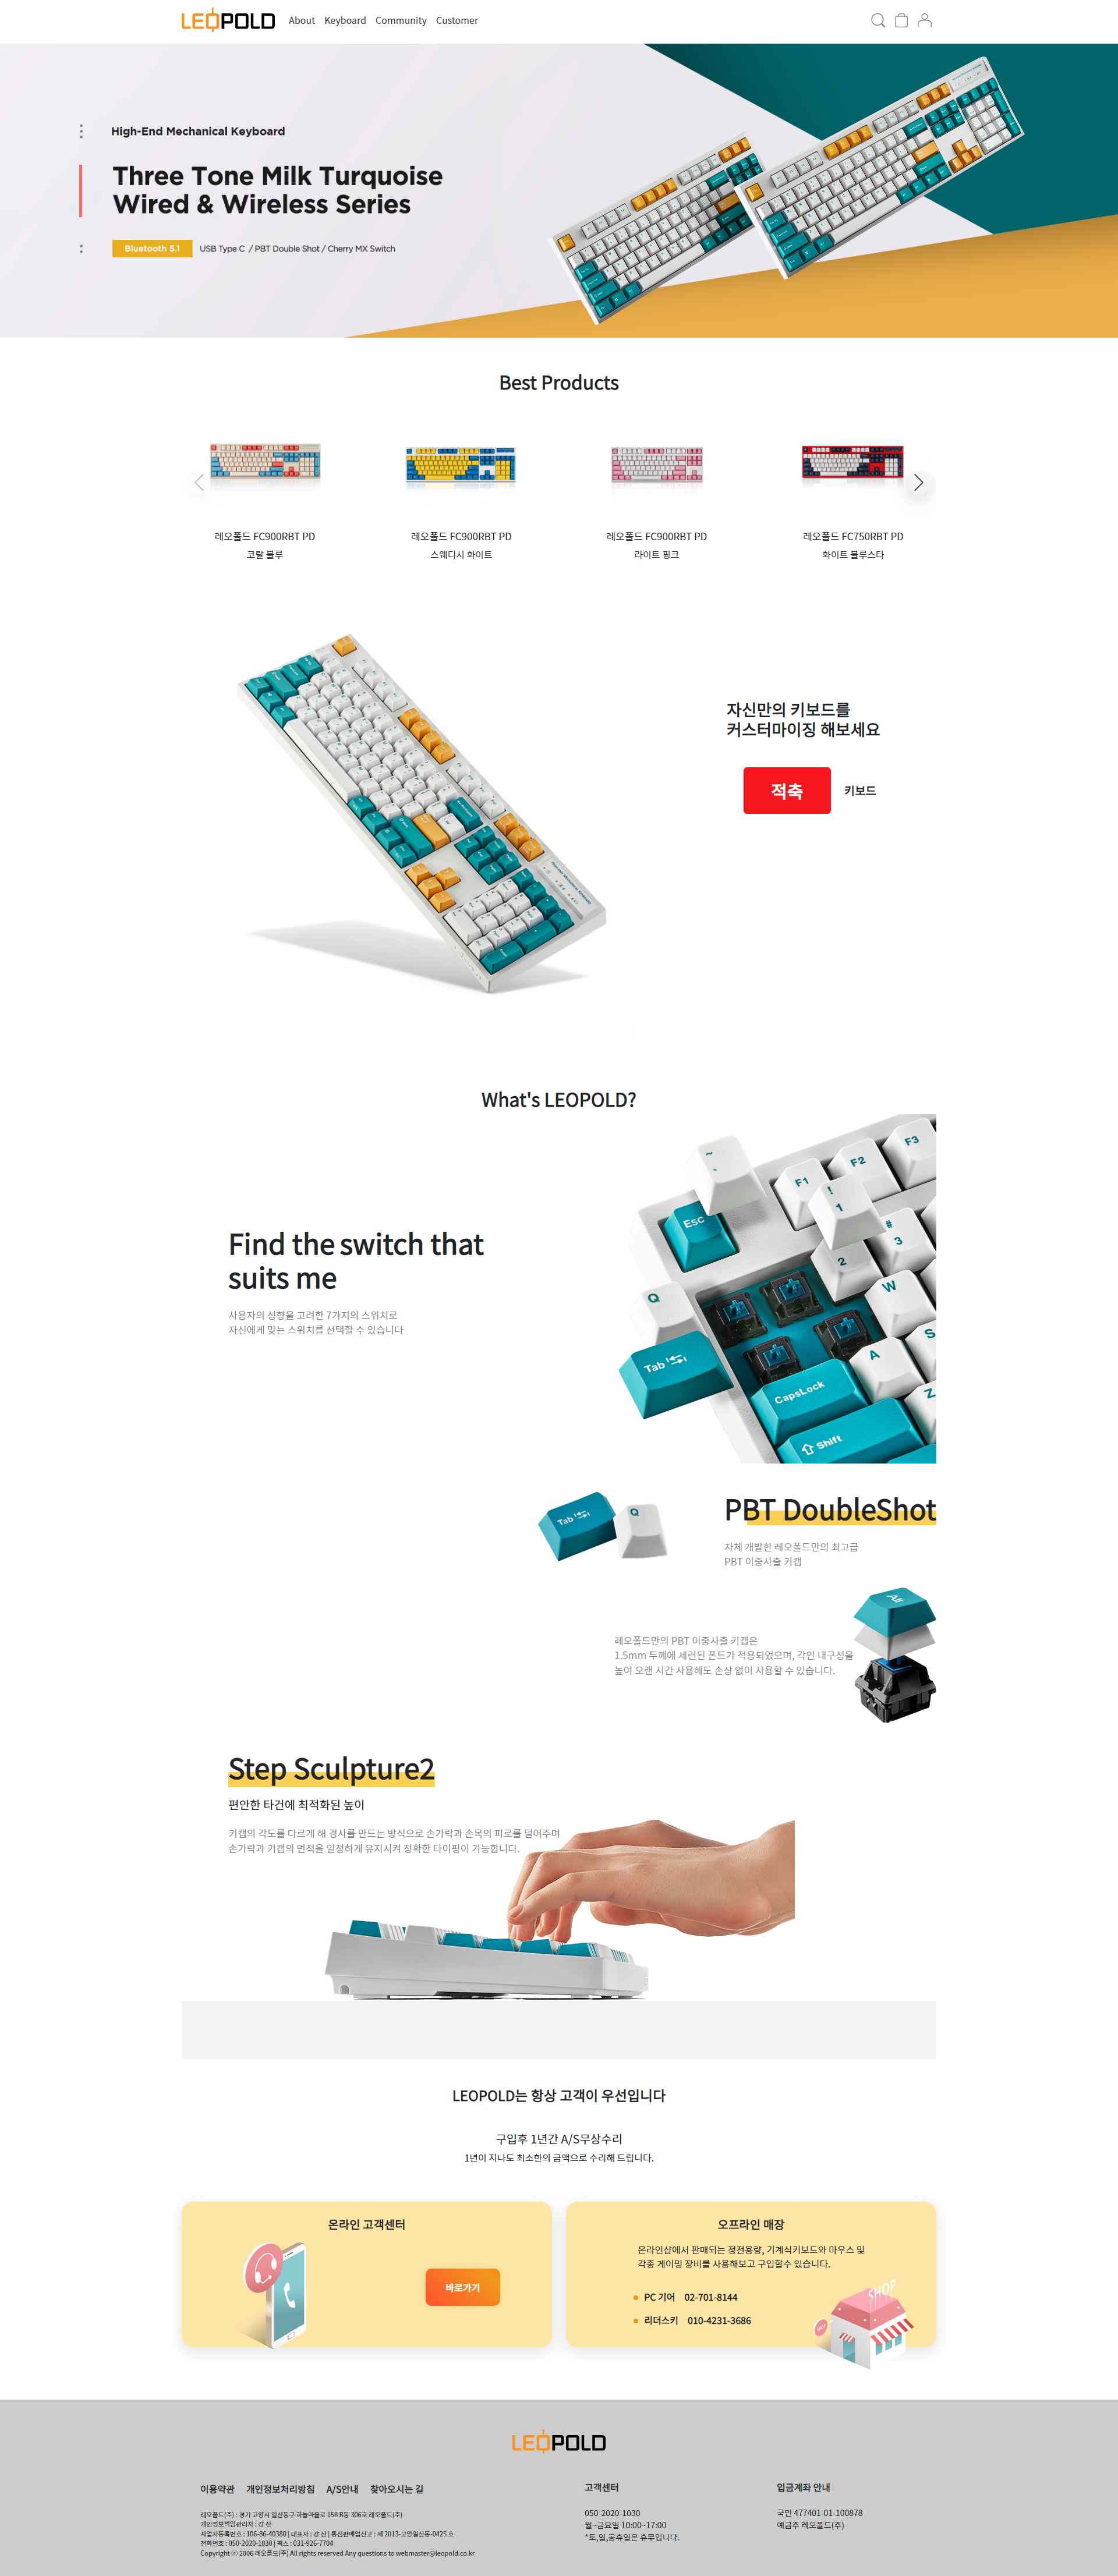 LEOPOLD
About Keyboard Community Customer
High-End Mechanical Keyboard
Three Tone Milk Turquoise
Wired & Wireless Series
Bluetooth 5.1 USB Type C / PBT Double Shot / Cherry MX Switch
Best Products
레오폴드 FC900RBT PD
코랄 블루
레오폴드 FC900RBT PD
스웨디시 화이트
레오폴드 FC900RBT PD
라이트 핑크
레오폴드 FC750RBT PD
화이트 블루스타
자신만의 키보드를
커스터마이징 해보세요
적축 키보드
What's LEOPOLD?
Find the switch that
suits me
사용자의 성향을 고려한 7가지의 스위치로
자신에게 맞는 스위치를 선택할 수 있습니다
~
F1
F2
F3
!
1
Esc
#
3
2
Q
W
Tab
A
S
CapsLock
Z
Shift
Tab
Q
PBT DoubleShot
자체 개발한 레오폴드만의 최고급
PBT 이중사출 키캡
레오폴드만의 PBT 이중사출 키캡은
1.5mm 두께에 세련된 폰트가 적용되었으며, 각인 내구성을
높여 오랜 시간 사용헤도 손상 없이 사용할 수 있습니다.
Step Sculpture2
편안한 타건에 최적화된 높이
키캡의 각도를 다르게 해 경사를 만드는 방식으로 손가락과 손목의 피로를 덜어주며
손가락과 키캡의 면적을 일정하게 유지시켜 정확한 타이핑이 가능합니다.
LEOPOLD는 항상 고객이 우선입니다
구입후 1년간 A/S무상수리
1년이 지나도 최소한의 금액으로 수리해 드립니다.
온라인 고객센터
바로가기
오프라인 매장
온라인샵에서 판매되는 정전용량, 기계식키보드와 마우스 및
각종 게이밍 장비를 사용해보고 구입할수 있습니다.
PC 기어 02-701-8144
리더스키 010-4231-3686
SHOP
LEOPOLD
이용약관 개인정보처리방침 A/S안내 찾아오시는 길
레오폴드(주) : 경기 고양시 일산동구 하늘마을로 158 B동 306호 레오폴드(주)
개인정보책임관리자 : 강 산
사업자등록번호 : 106-86-40380 | 대표자 : 강 산 | 통신판매업신고 : 제 2013-고양일산동-0425 호
전화번호 : 050-2020-1030 | 팩스 : 031-926-7704
Copyright ⓒ 2006 레오폴드(주) All rights reserved Any questions to webmaster@leopold.co.kr
고객센터
050-2020-1030
월~금요일 10:00~17:00
*토,일,공휴일은 휴무입니다.
입금계좌 안내
국민 477401-01-100878
예금주 레오폴드(주)